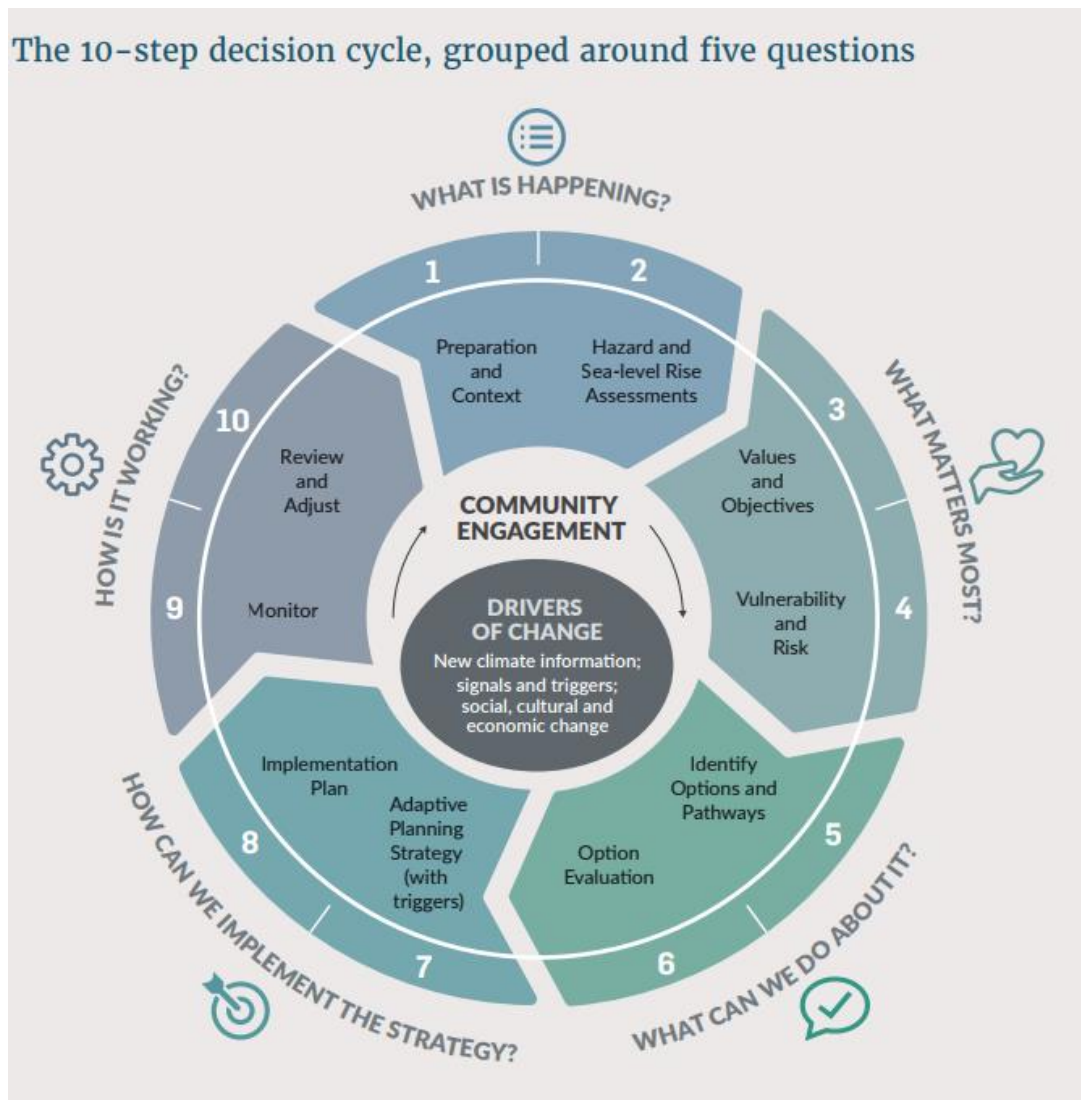 The 10-step decision cycle, grouped around five questions
WHAT IS HAPPENING?
1
2
Preparation
and
Context
Hazard and
Sea-level Rise
Assessments
WHAT MATTERS MOST?
3
Values
and
Objectives
4
Vulnerability
and
Risk
WHAT CAN WE DO ABOUT IT?
5
Identify
Options and
Pathways
6
Option
Evaluation
HOW CAN WE IMPLEMENT THE STRATEGY?
7
Adaptive
Planning
Strategy
(with
triggers)
8
Implementation
Plan
HOW IS IT WORKING?
9
Monitor
10
Review
and
Adjust
COMMUNITY
ENGAGEMENT
DRIVERS
OF CHANGE
New climate information;
signals and triggers;
social, cultural and
economic change